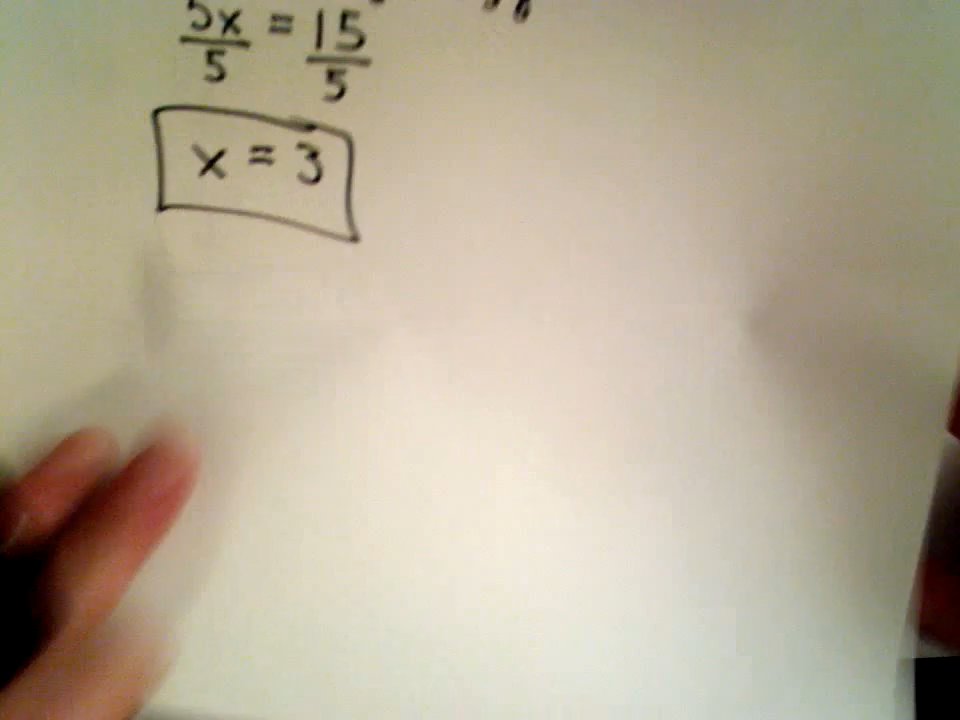 5x/5 = 15/5
x = 3